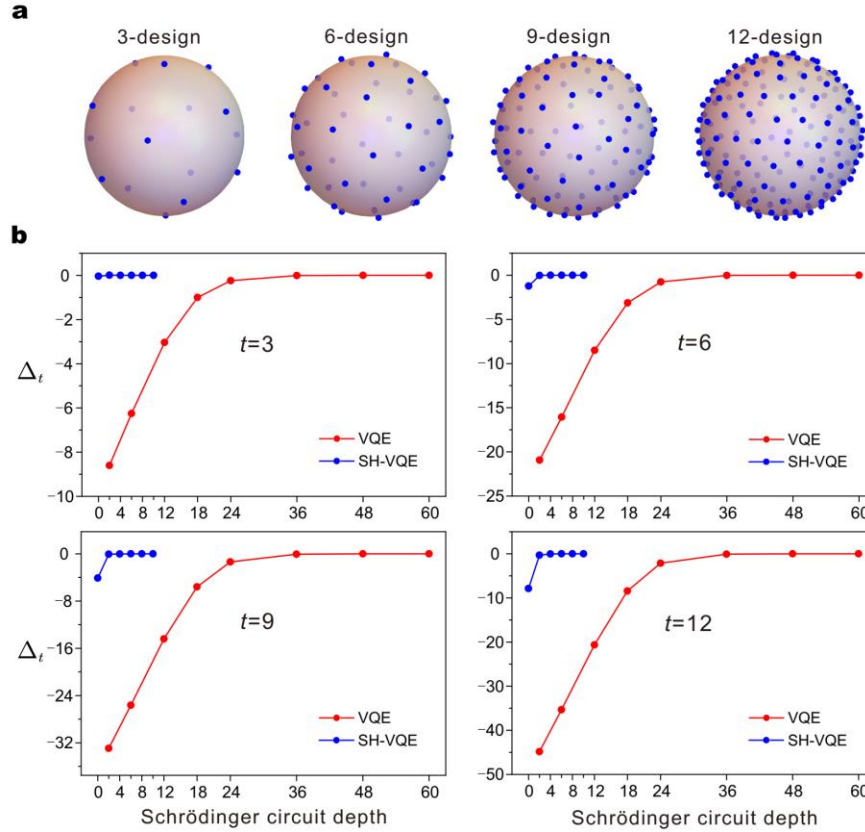 a
3-design 6-design 9-design 12-design
b
0
−2
−4
−6
−8
−10
Δt
t=3
VQE
SH-VQE
0 4 8 12 18 24 36 48 60
0
−5
−10
−15
−20
−25
t=6
VQE
SH-VQE
0 4 8 12 18 24 36 48 60
0
−8
−16
−24
−32
Δt
t=9
VQE
SH-VQE
0 4 8 12 18 24 36 48 60
Schrödinger circuit depth
0
−10
−20
−30
−40
−50
t=12
VQE
SH-VQE
0 4 8 12 18 24 36 48 60
Schrödinger circuit depth